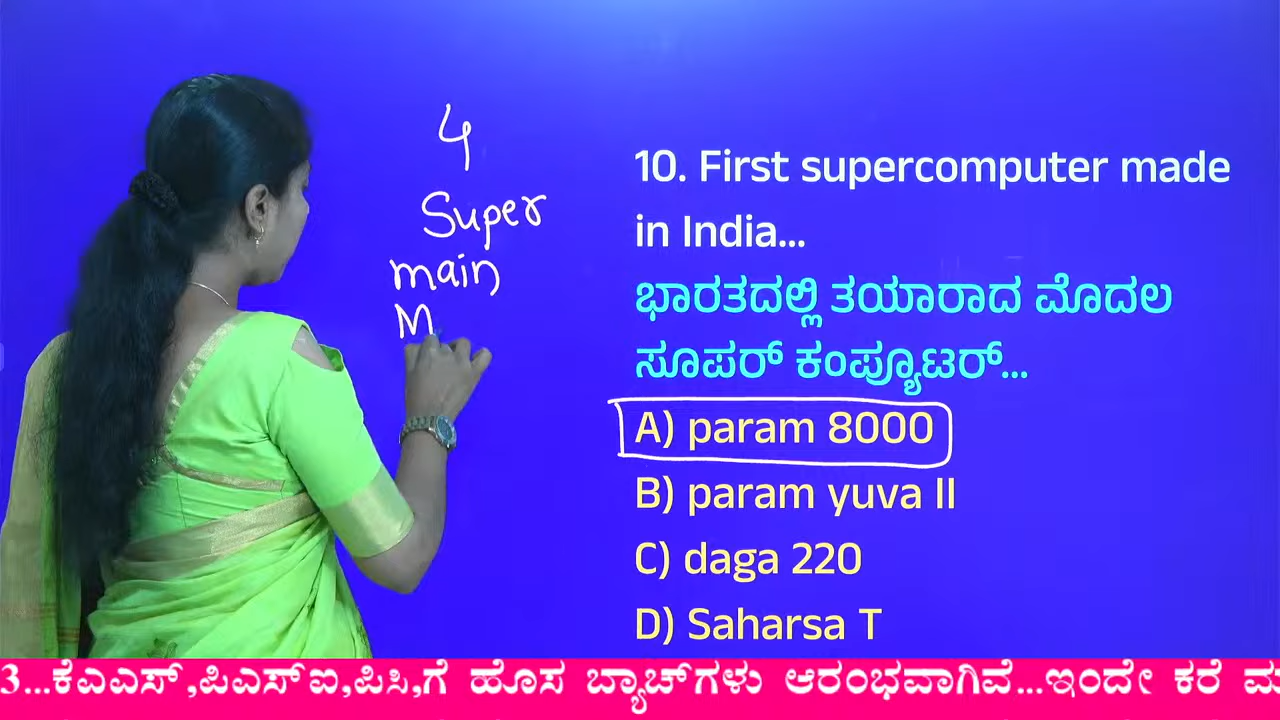 4
Super
main
M
10. First supercomputer made
in India...
ಭಾರತದಲ್ಲಿ ತಯಾರಾದ ಮೊದಲ
ಸೂಪರ್ ಕಂಪ್ಯೂಟರ್...
A) param 8000
B) param yuva II
C) daga 220
D) Saharsa T
3...ಕೆಎಎಸ್,ಪಿಎಸ್ಐ,ಪಿಸಿ,ಗೆ ಹೊಸ ಬ್ಯಾಚ್‌ಗಳು ಆರಂಭವಾಗಿವೆ...ಇಂದೇ ಕರೆ